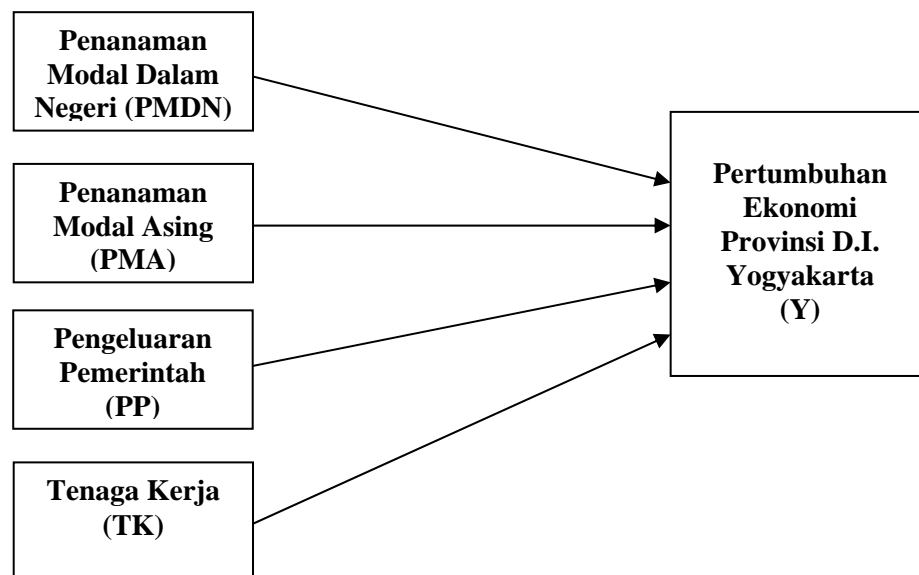 Penanaman
Modal Dalam
Negeri (PMDN)
Penanaman
Modal Asing
(PMA)
Pengeluaran
Pemerintah
(PP)
Tenaga Kerja
(TK)
Pertumbuhan
Ekonomi
Provinsi D.I.
Yogyakarta
(Y)